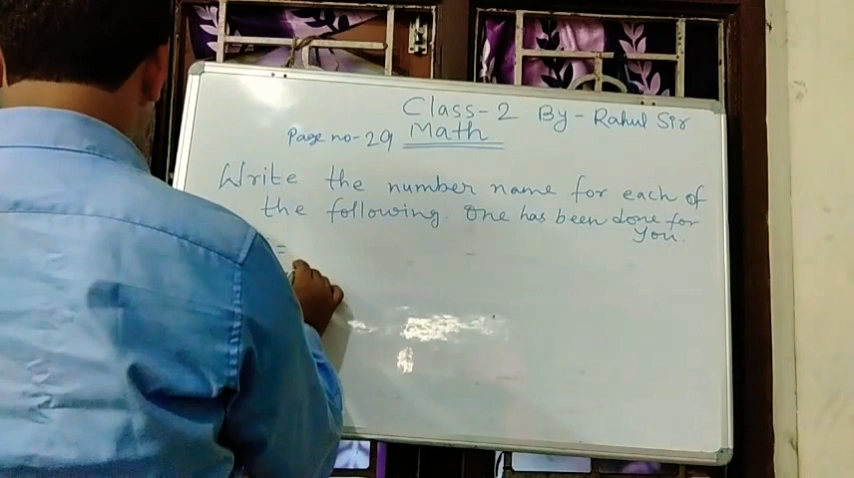 Class-2 By - Rahul Sir
Page no-29 Math
Write the number name for each of
the following. One has been done for
you.
=